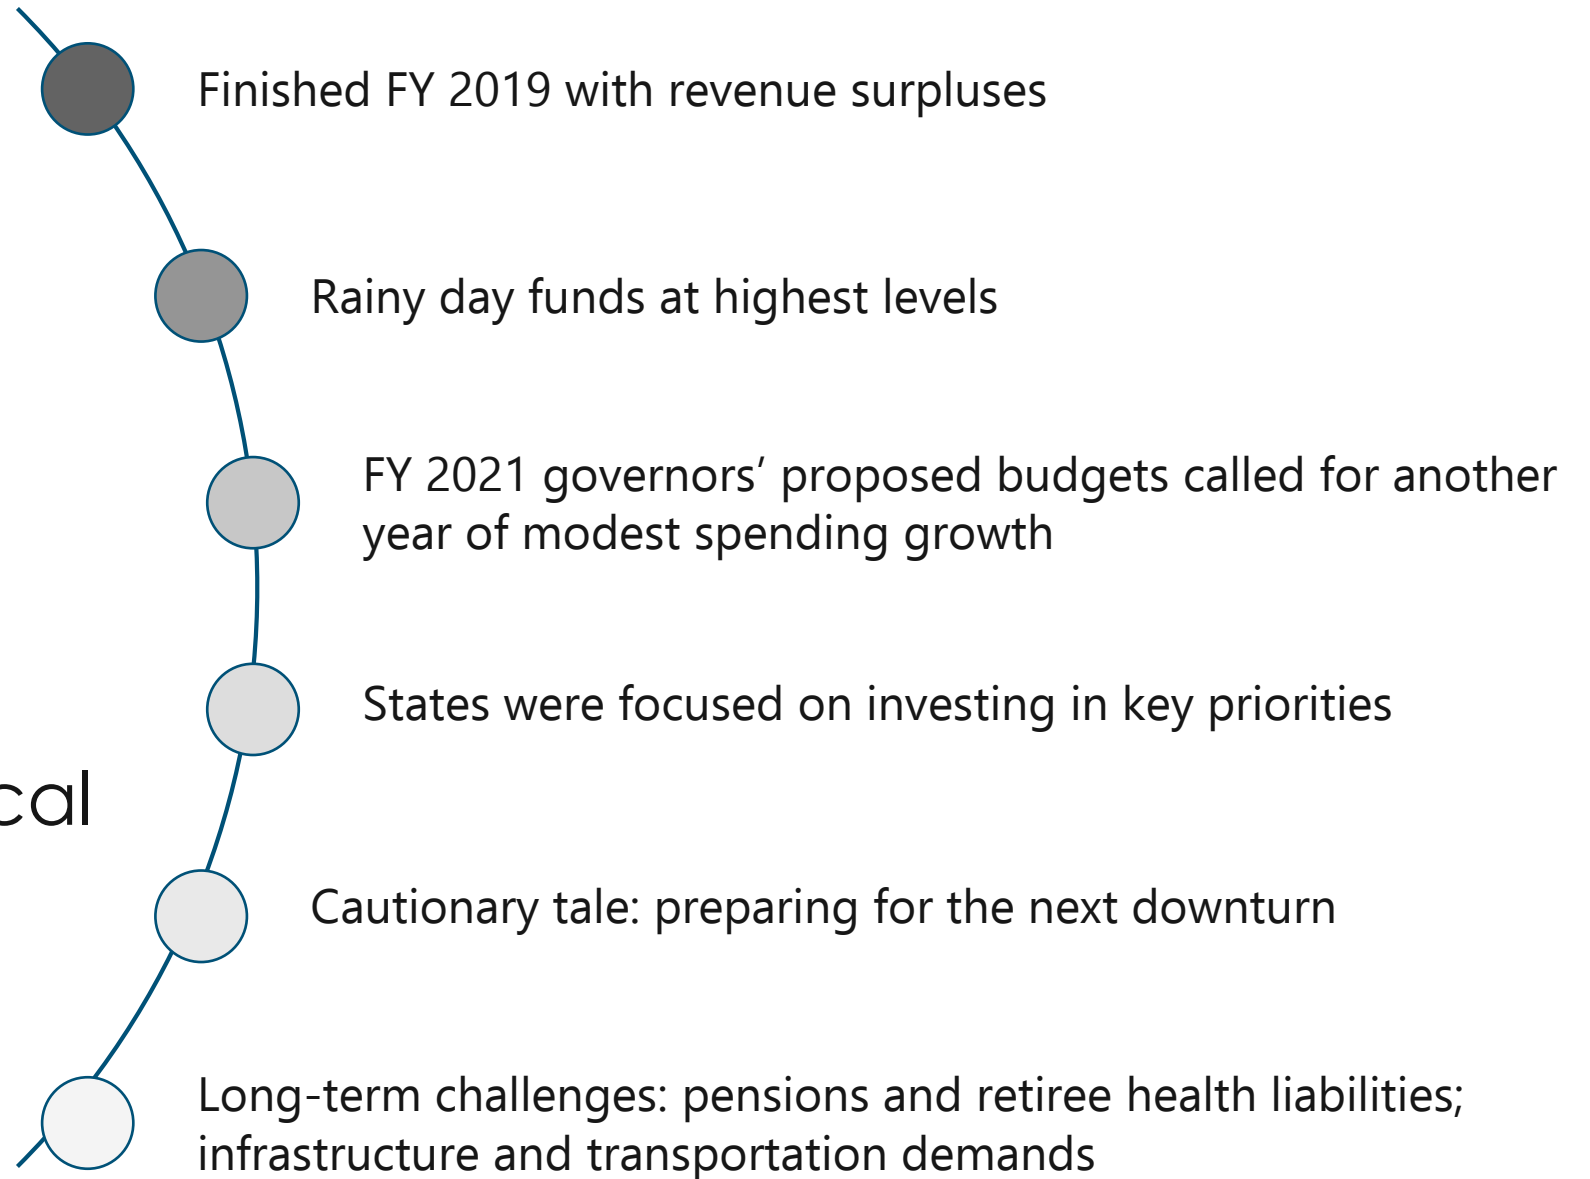 Finished FY 2019 with revenue surpluses
Rainy day funds at highest levels
FY 2021 governors’ proposed budgets called for another
year of modest spending growth
States were focused on investing in key priorities
Cautionary tale: preparing for the next downturn
Long-term challenges: pensions and retiree health liabilities;
infrastructure and transportation demands